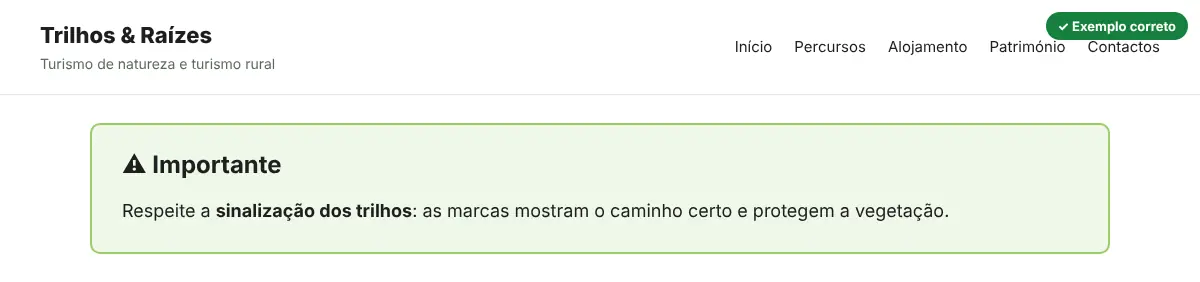 Trilhos & Raízes
Turismo de natureza e turismo rural
Início Percursos Alojamento Património Contactos
✓ Exemplo correto
⚠ Importante
Respeite a sinalização dos trilhos: as marcas mostram o caminho certo e protegem a vegetação.